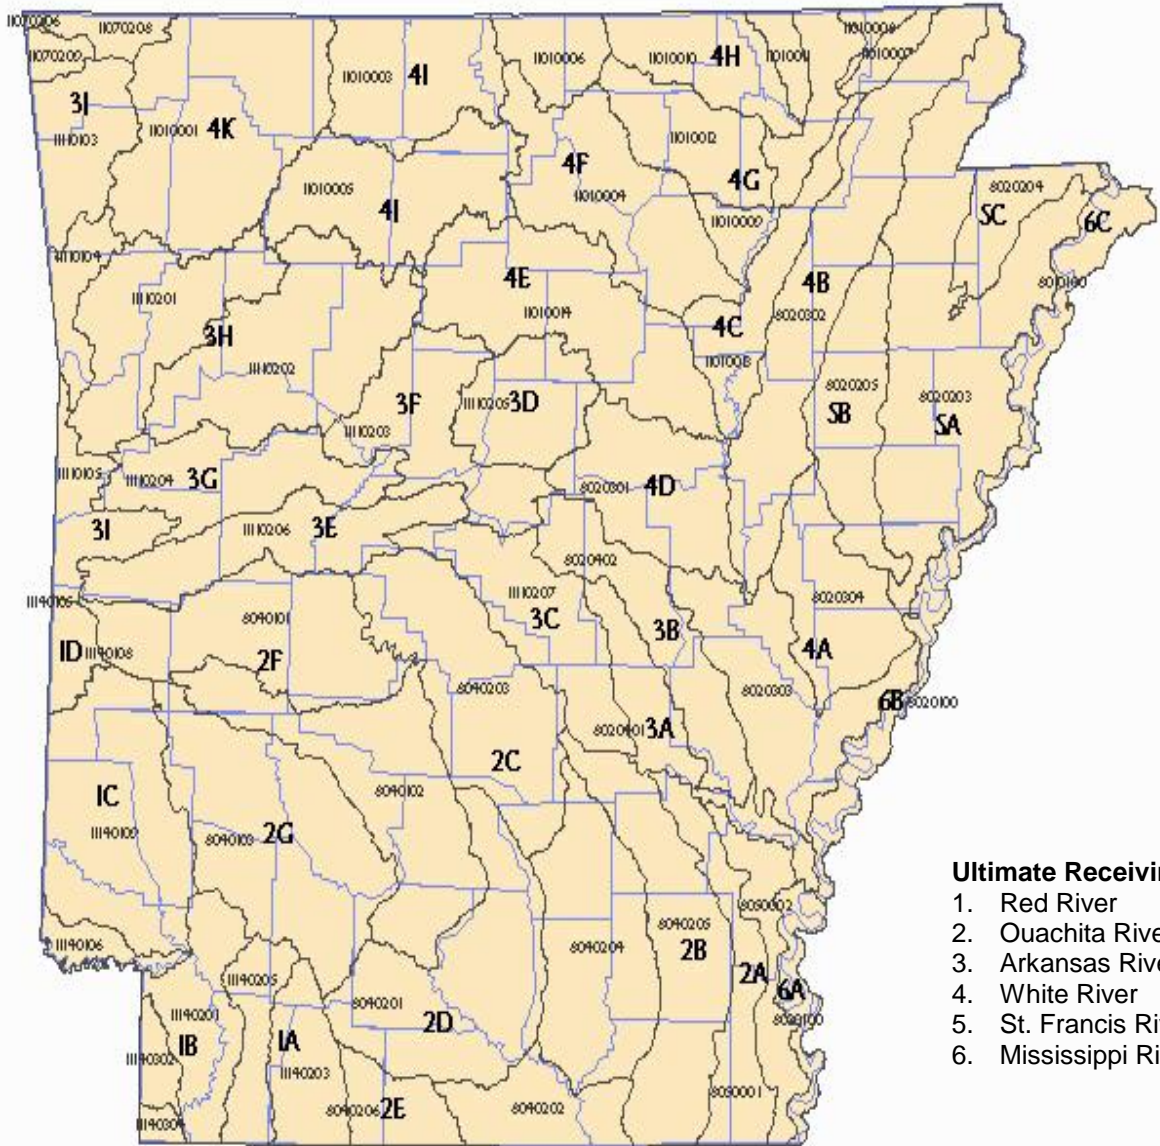 11070206
11070208
11010006
11010010
4H
11010011
11010008
11010007
11070209
11010003
4I
3J
11110103
11010001
4K
11010012
4F
4G
11010005
11010004
4J
11010009
8020204
5C
6C
11110104
4E
4B
8010100
11110201
11010014
8020302
3H
4C
11110202
11010013
3F
11110205
3D
8020205
5B
8020203
5A
11110203
11110105
11110204
3G
8020301
4D
3I
11110206
3E
8020402
11110207
11140105
8040101
3C
3B
8020304
1D
11140108
2F
4A
8040203
8020303
6B
8020100
8020401
3A
2C
1C
8040102
11140109
8040103
2G
Ultimate Receivin
1. Red River
2. Ouachita Rive
3. Arkansas Rive
4. White River
5. St. Francis Ri
6. Mississippi Ri
8050002
11140106
8040204
8040205
2B
11140205
2A
6A
8040201
11140201
2D
8020100
1B
1A
11140302
11140203
8050001
11140304
8040206
2E
8040202